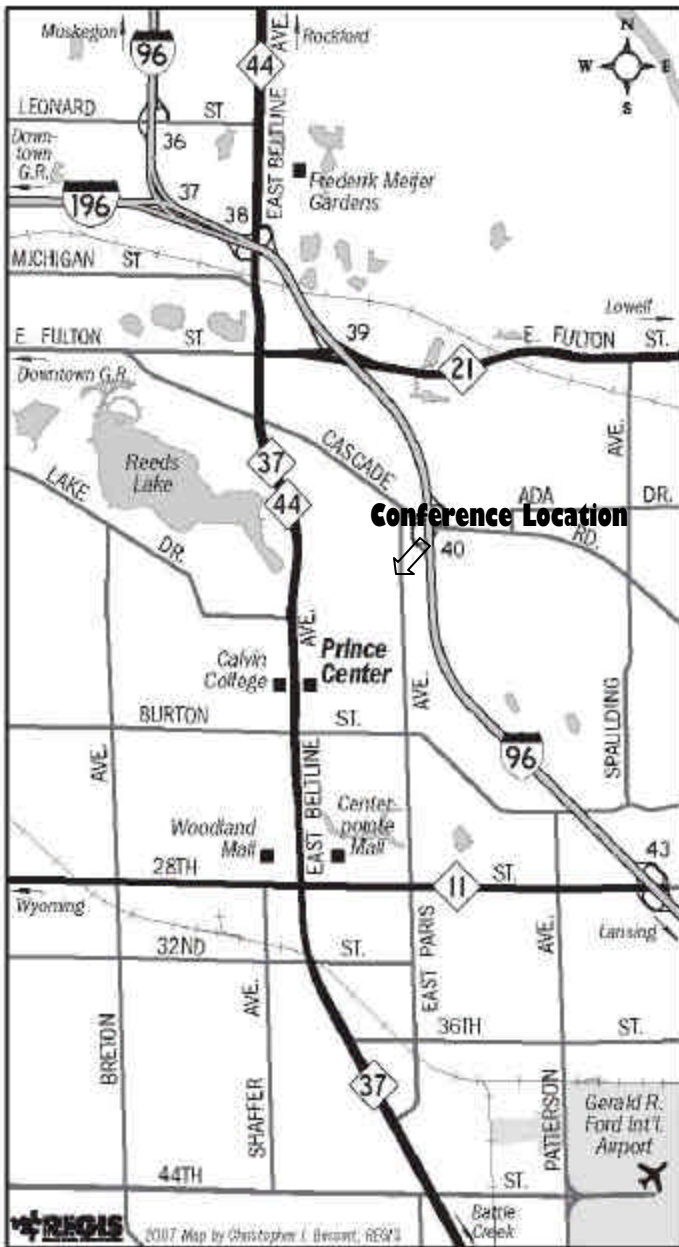 Muskegon
Rockford
96
44
AVE.
N
W E
S
LEONARD ST.
36
Down-
town
G.R.
EAST BELTLINE
Frederik Meijer
Gardens
196
37
38
MICHIGAN ST
Lowell
39
E. FULTON ST.
E. FULTON ST.
21
Downtown G.R.
CASCADE
AVE.
Reeds
Lake
37
44
LAKE
DR.
ADA DR.
Conference Location
RD.
40
AVE.
Prince
Center
Calvin
College
AVE.
BURTON ST.
SPAULDING
96
AVE.
EAST BELTLINE
Center-
pointe
Mall
Woodland
Mall
43
28TH ST.
11
Wyoming
AVE.
Lansing
32ND ST.
EAST PARIS
AVE.
36TH ST.
BRETON
SHAFFER
37
PATTERSON
Gerald R.
Ford Int'l.
Airport
44TH ST.
Battle
Creek
REGIS
2007 Map by Christopher
REGIS